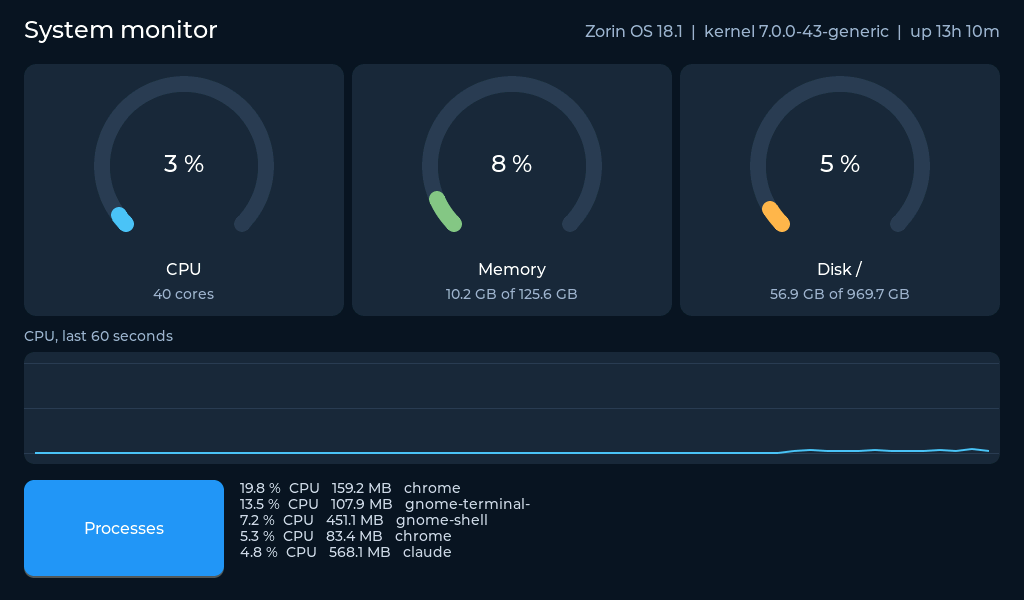 System monitor
Zorin OS 18.1 | kernel 7.0.0-43-generic | up 13h 10m
3 %
CPU
40 cores
8 %
Memory
10.2 GB of 125.6 GB
5 %
Disk /
56.9 GB of 969.7 GB
CPU, last 60 seconds
Processes
19.8 % CPU 159.2 MB chrome
13.5 % CPU 107.9 MB gnome-terminal-
7.2 % CPU 451.1 MB gnome-shell
5.3 % CPU 83.4 MB chrome
4.8 % CPU 568.1 MB claude